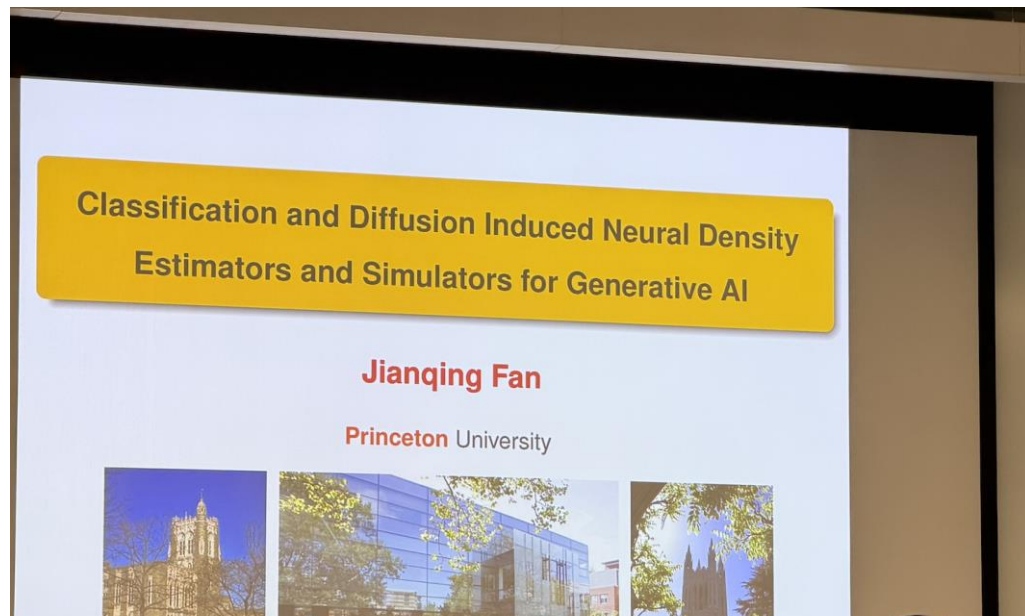 Classification and Diffusion Induced Neural Density
Estimators and Simulators for Generative AI
Jianqing Fan
Princeton University